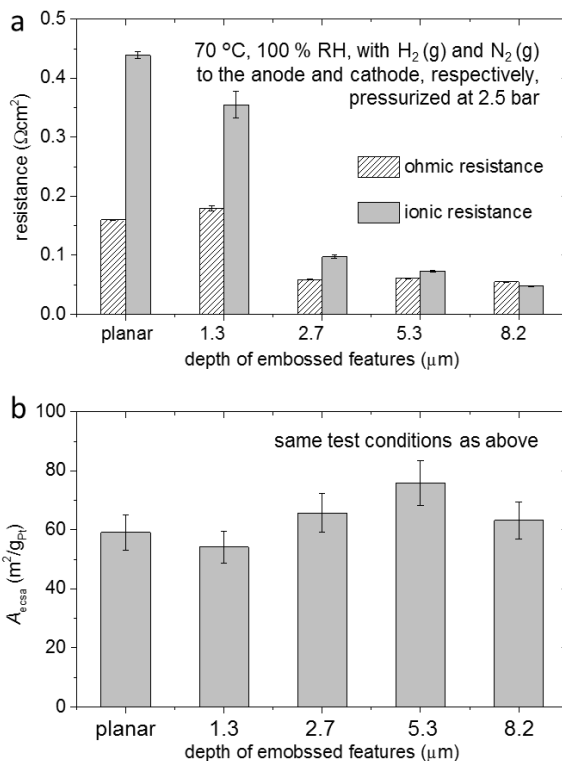 a
70 ºC, 100 % RH, with H₂ (g) and N₂ (g)
to the anode and cathode, respectively,
pressurized at 2.5 bar
ohmic resistance
ionic resistance
resistance (Ωcm²)
0.5
0.4
0.3
0.2
0.1
0.0
planar 1.3 2.7 5.3 8.2
depth of embossed features (μm)
b
same test conditions as above
A_ecsa (m²/g_Pt)
100
80
60
40
20
0
planar 1.3 2.7 5.3 8.2
depth of emobssed features (μm)